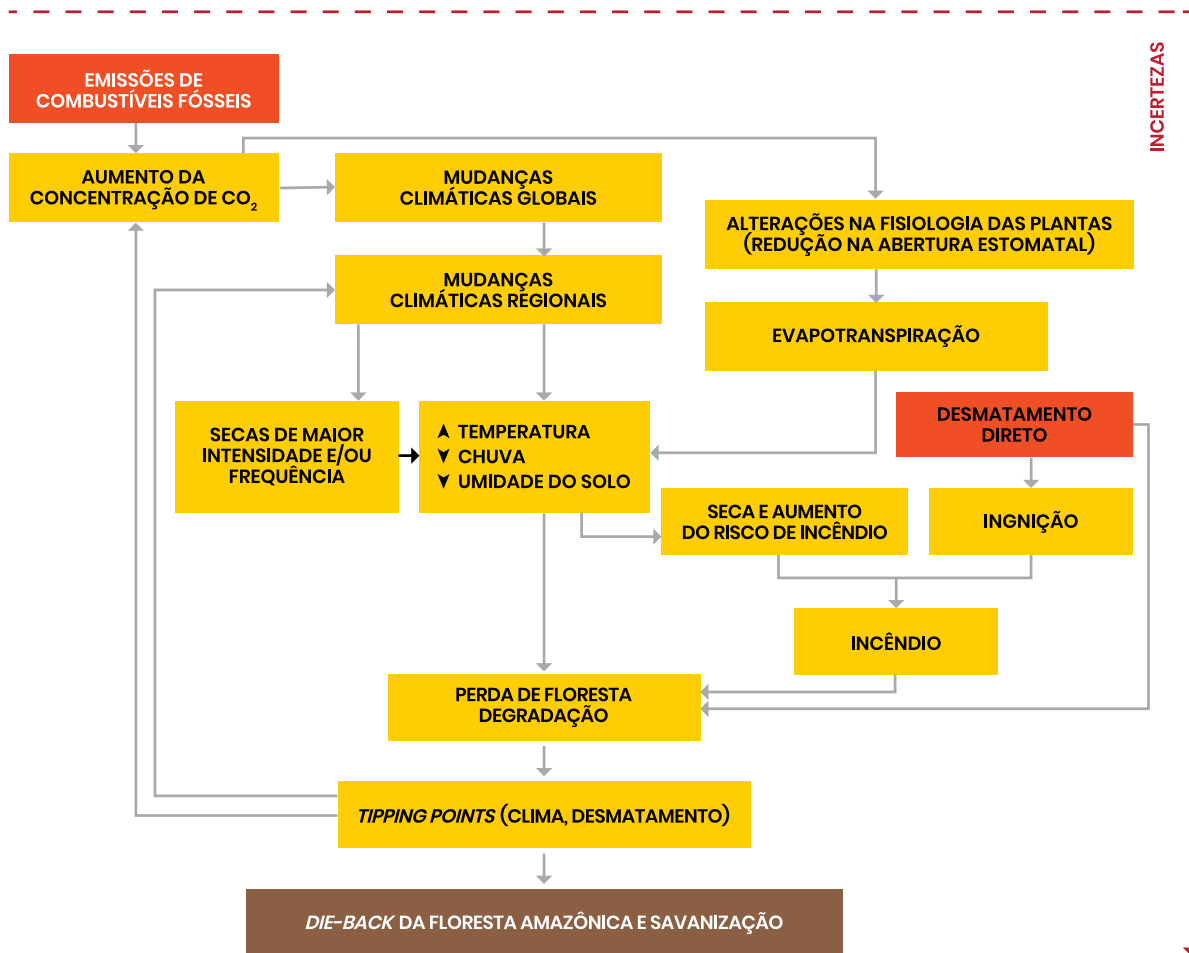 INCERTEZAS
EMISSÕES DE
COMBUSTÍVEIS FÓSSEIS
AUMENTO DA
CONCENTRAÇÃO DE CO₂
MUDANÇAS
CLIMÁTICAS GLOBAIS
ALTERAÇÕES NA FISIOLOGIA DAS PLANTAS
(REDUÇÃO NA ABERTURA ESTOMATAL)
MUDANÇAS
CLIMÁTICAS REGIONAIS
EVAPOTRANSPIRAÇÃO
SECAS DE MAIOR
INTENSIDADE E/OU
FREQUÊNCIA
TEMPERATURA
CHUVA
UMIDADE DO SOLO
DESMATAMENTO
DIRETO
SECA E AUMENTO
DO RISCO DE INCÊNDIO
INGNIÇÃO
INCÊNDIO
PERDA DE FLORESTA
DEGRADAÇÃO
TIPPING POINTS (CLIMA, DESMATAMENTO)
DIE-BACK DA FLORESTA AMAZÔNICA E SAVANIZAÇÃO